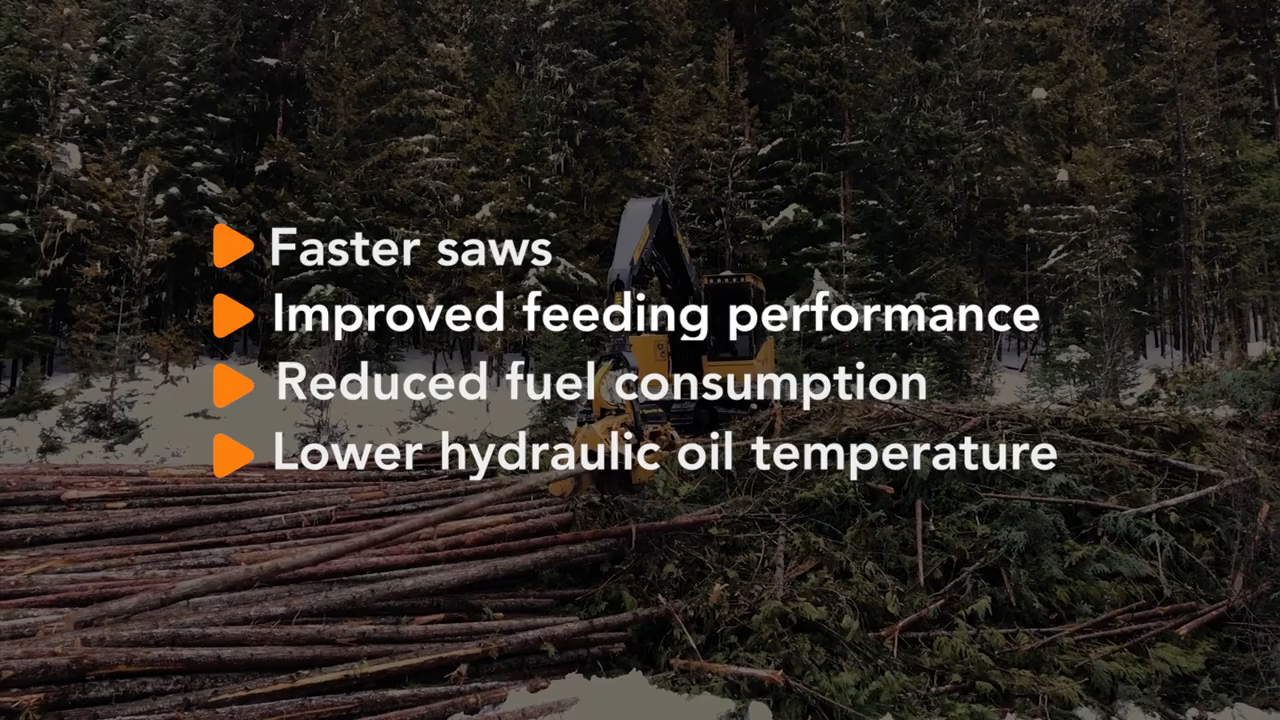 Faster saws
Improved feeding performance
Reduced fuel consumption
Lower hydraulic oil temperature